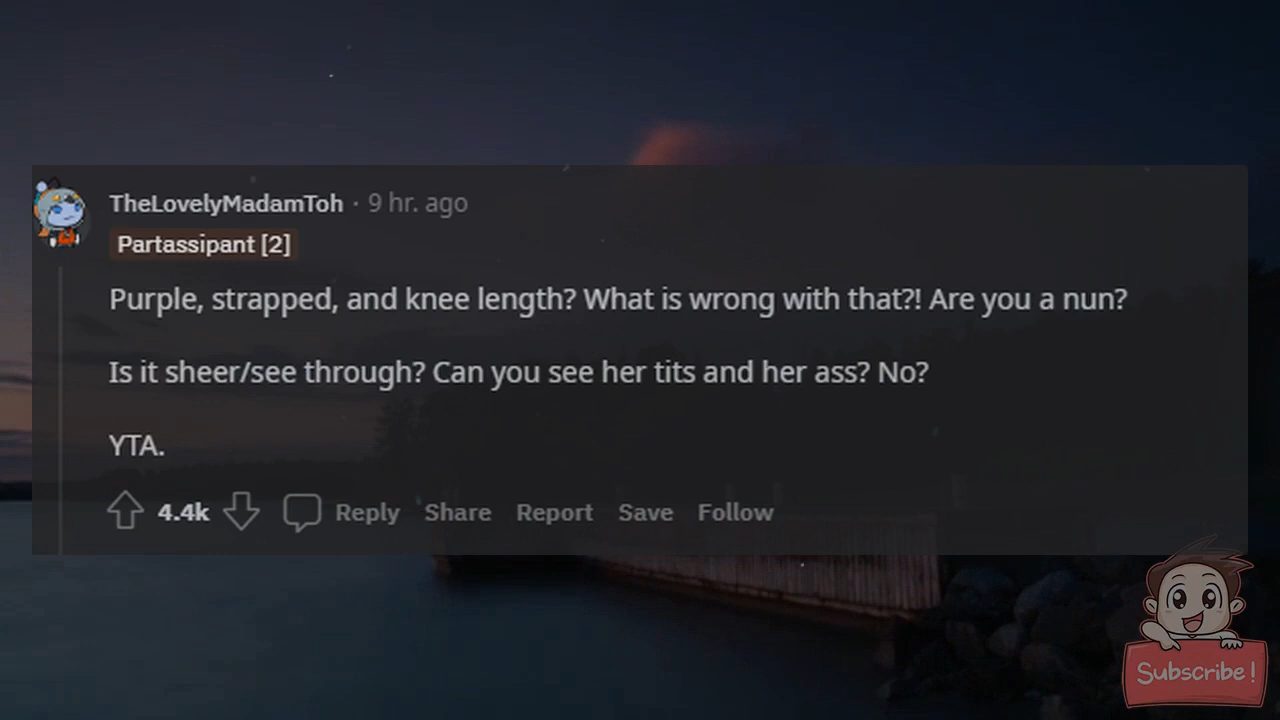 TheLovelyMadamToh · 9 hr. ago
Partassipant [2]
Purple, strapped, and knee length? What is wrong with that?! Are you a nun?
Is it sheer/see through? Can you see her tits and her ass? No?
YTA.
4.4k Reply Share Report Save Follow
Subscribe!